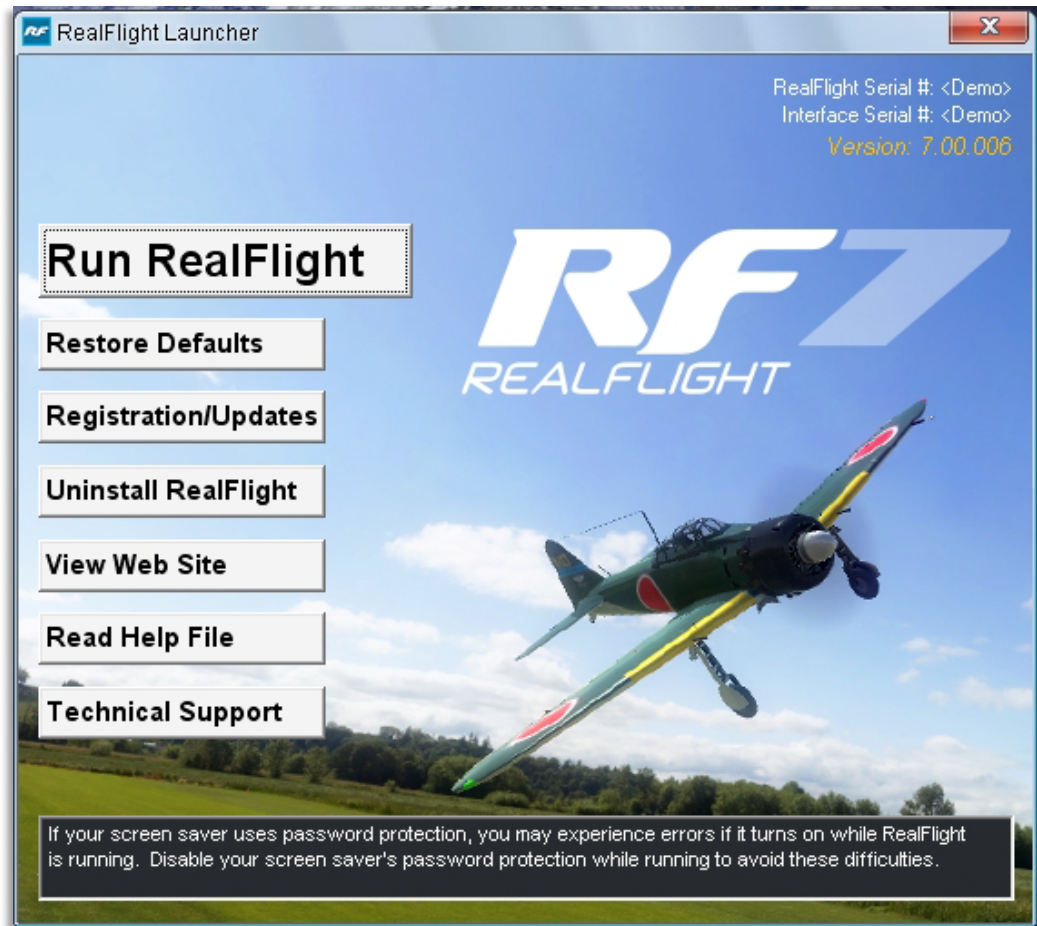 RealFlight Launcher
RealFlight Serial #: <Demo>
Interface Serial #: <Demo>
Version: 7.00.006
RF7
REALFLIGHT
Run RealFlight
Restore Defaults
Registration/Updates
Uninstall RealFlight
View Web Site
Read Help File
Technical Support
If your screen saver uses password protection, you may experience errors if it turns on while RealFlight
is running.  Disable your screen saver's password protection while running to avoid these difficulties.